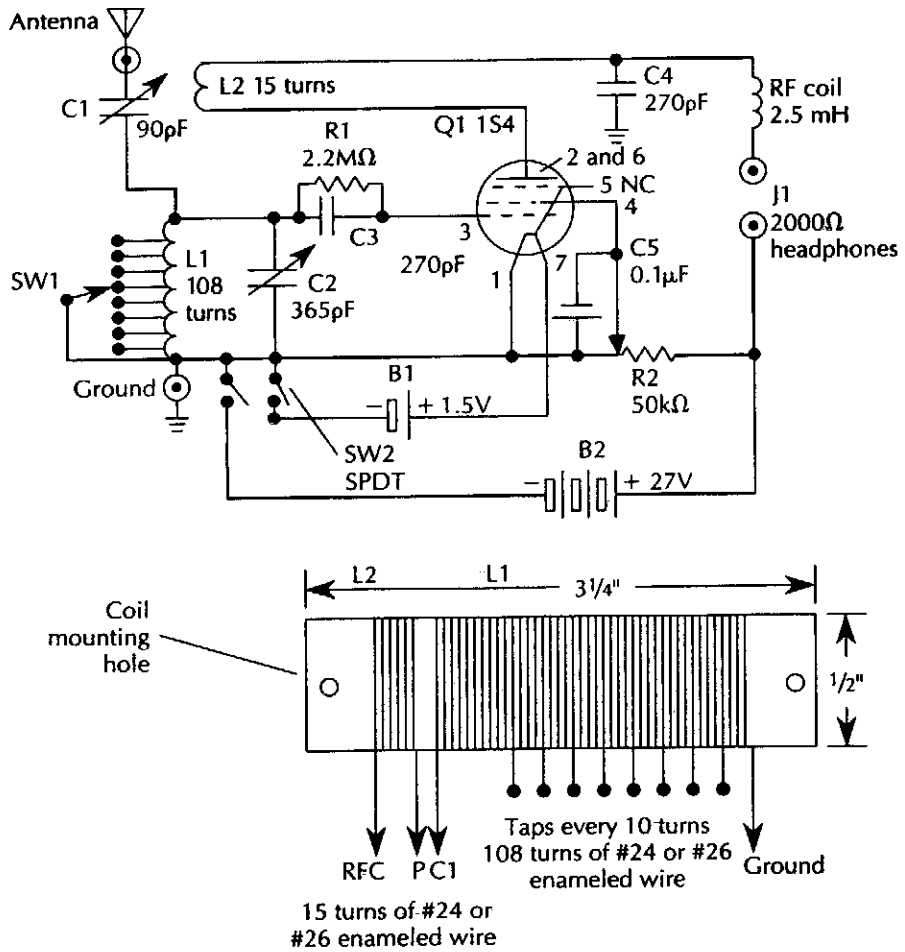 Antenna
C1
90pF
L2 15 turns
C4
270pF
RF coil
2.5 mH
Q1 1S4
R1
2.2MΩ
2 and 6
5 NC
4
3
C3
270pF
1
7
J1
2000Ω
headphones
C5
0.1µF
SW1
L1
108
turns
C2
365pF
R2
50kΩ
Ground
B1
- + 1.5V
SW2
SPDT
B2
- + 27V
L2 L1 3 1/4"
Coil
mounting
hole
1/2"
RFC P C1
Taps every 10 turns
108 turns of #24 or #26
enameled wire
Ground
15 turns of #24 or
#26 enameled wire